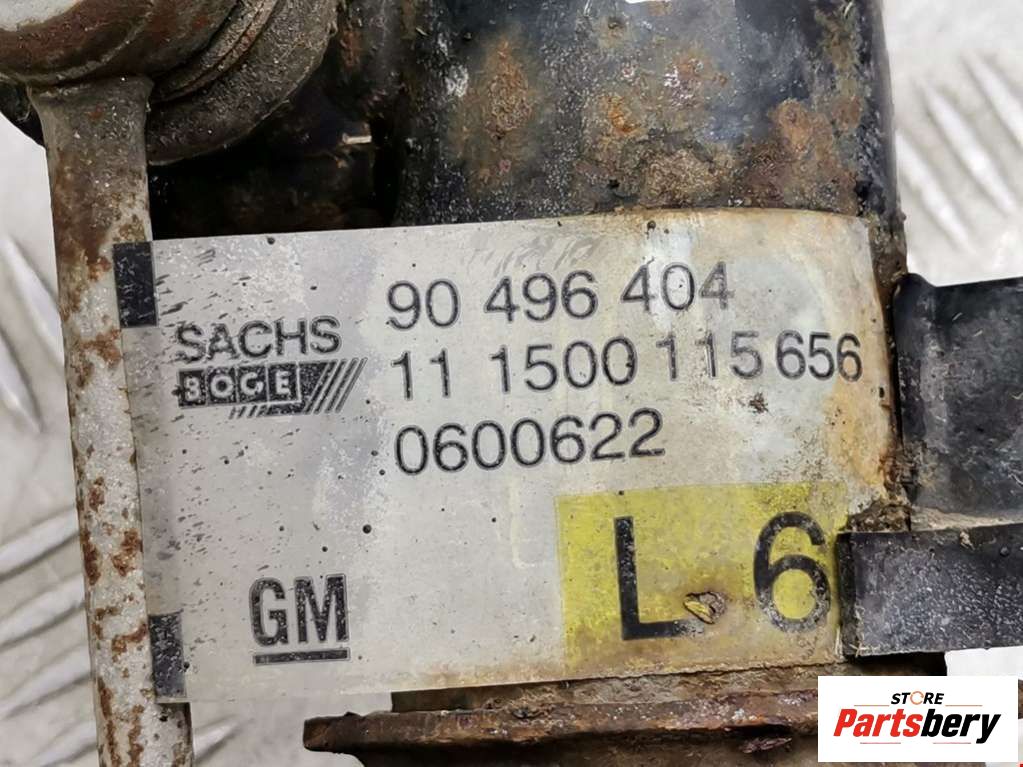 SACHS
BOGE
90 496 404
11 1500 115 656
0600622
GM
L 6
STORE
Partsbery